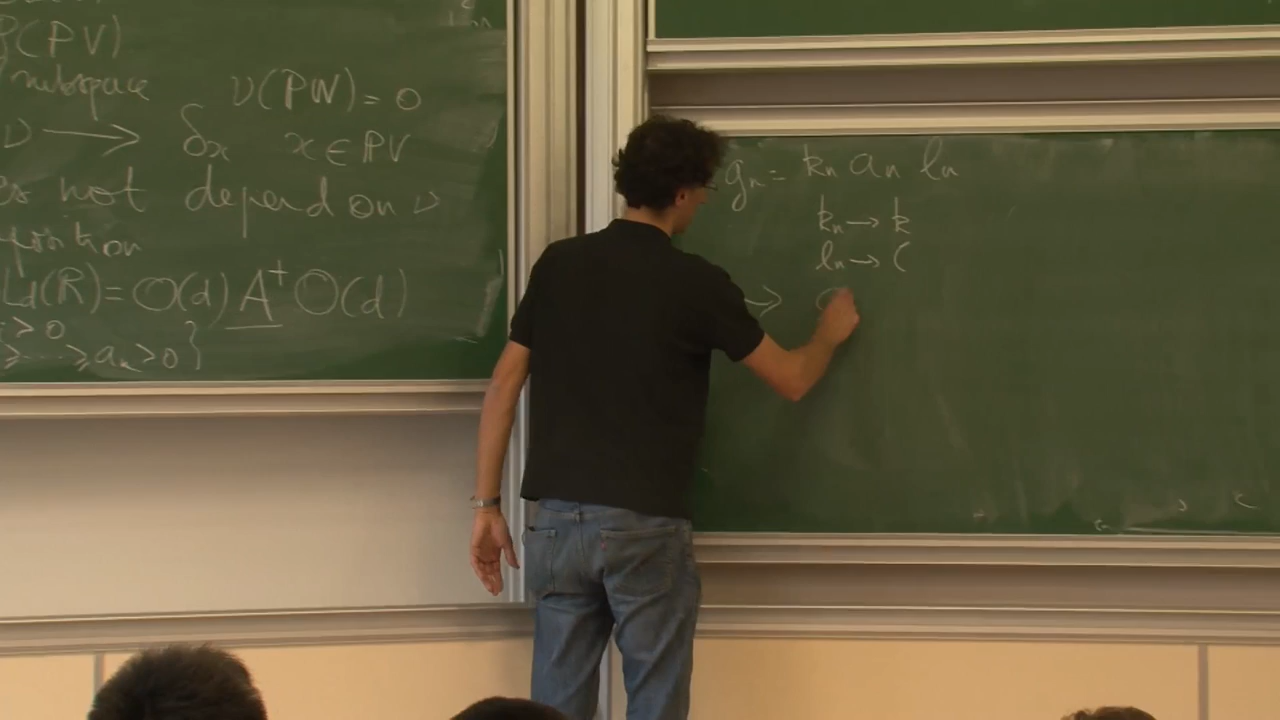 P(PV)
subspace ν(PW) = 0
ν ⟶ δₓ x ∈ PV
es not depend on ν
Ld(R) = O(d) A⁺ O(d)
> 0
⩾ ... ⩾ aₙ > 0 }
gₙ = kₙ aₙ lₙ
kₙ → k
lₙ → (
→